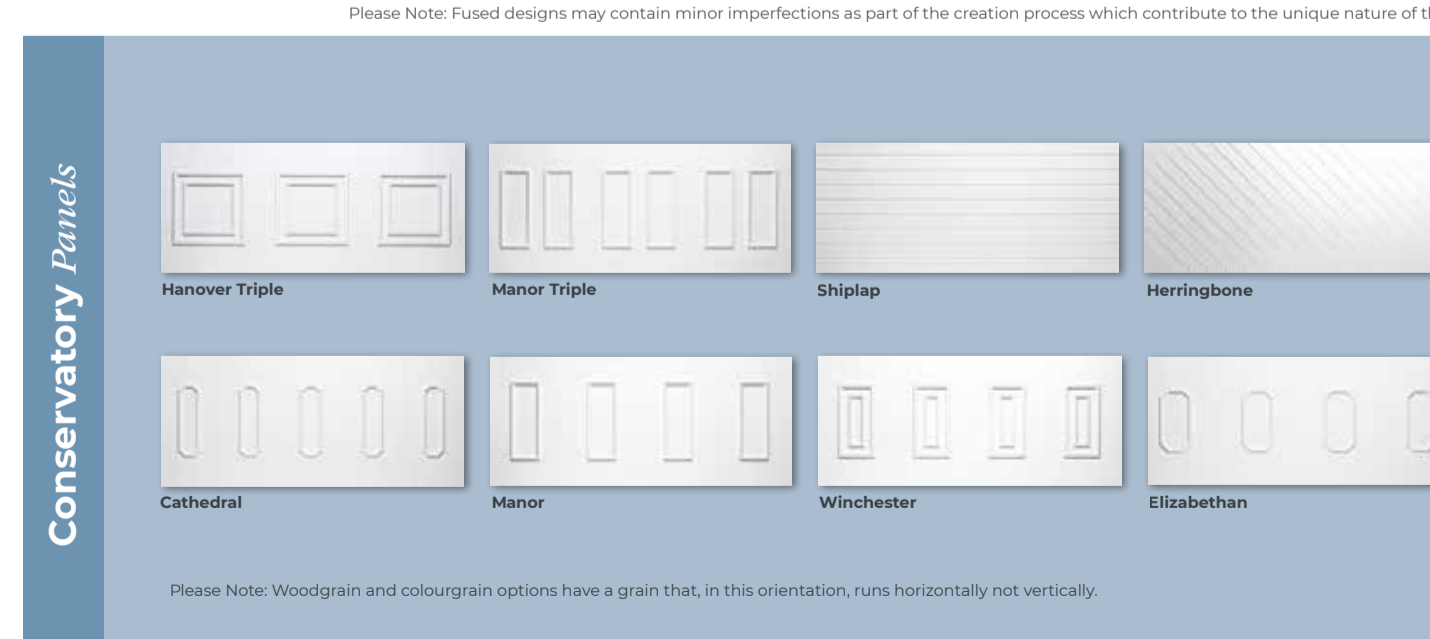 Please Note: Fused designs may contain minor imperfections as part of the creation process which contribute to the unique nature of
Conservatory Panels
Hanover Triple
Manor Triple
Shiplap
Herringbone
Cathedral
Manor
Winchester
Elizabethan
Please Note: Woodgrain and colourgrain options have a grain that, in this orientation, runs horizontally not vertically.